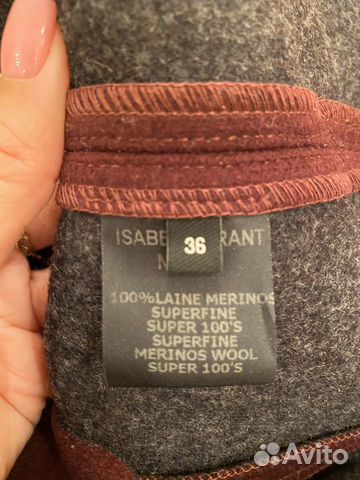 ISABE RANT
36
100%LAINE MERINOS
SUPERFINE
SUPER 100'S
SUPERFINE
MERINOS WOOL
SUPER 100'S
Avito